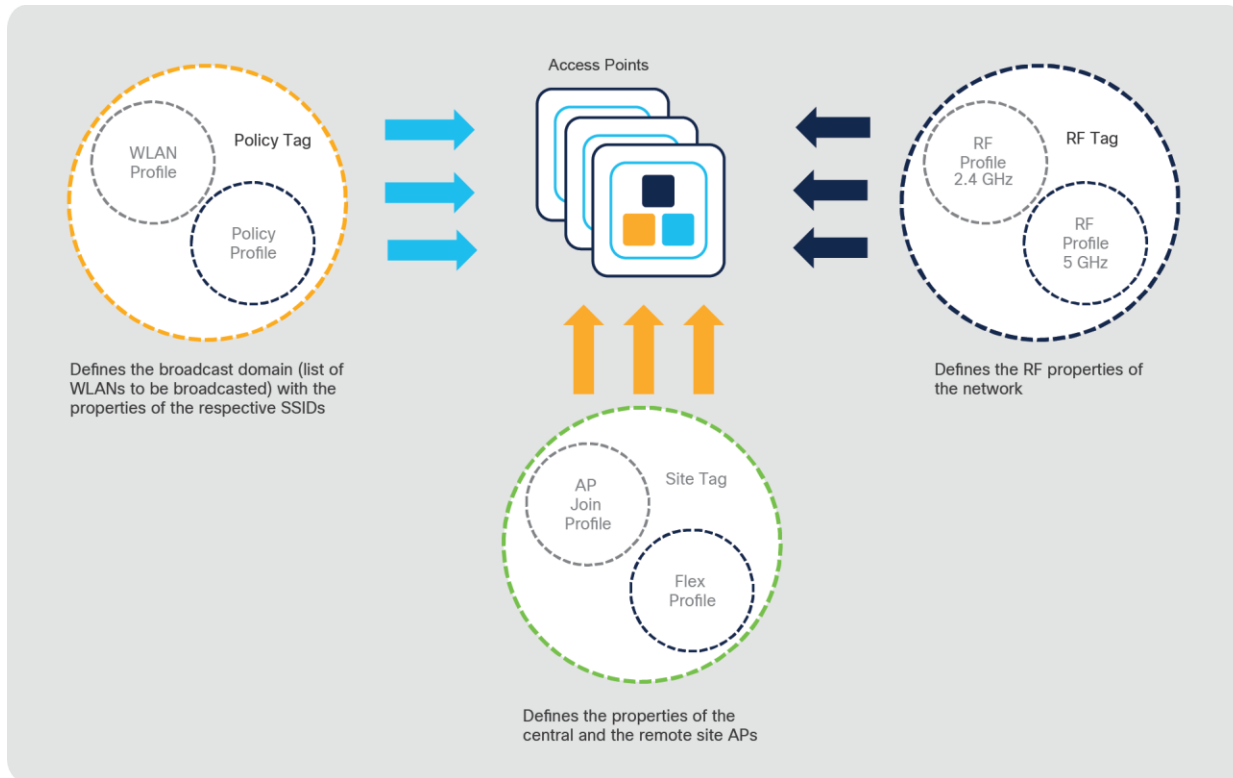 Access Points
Policy Tag
WLAN
Profile
Policy
Profile
Defines the broadcast domain (list of
WLANs to be broadcasted) with the
properties of the respective SSIDs
RF Tag
RF
Profile
2.4 GHz
RF
Profile
5 GHz
Defines the RF properties of
the network
Site Tag
AP
Join
Profile
Flex
Profile
Defines the properties of the
central and the remote site APs